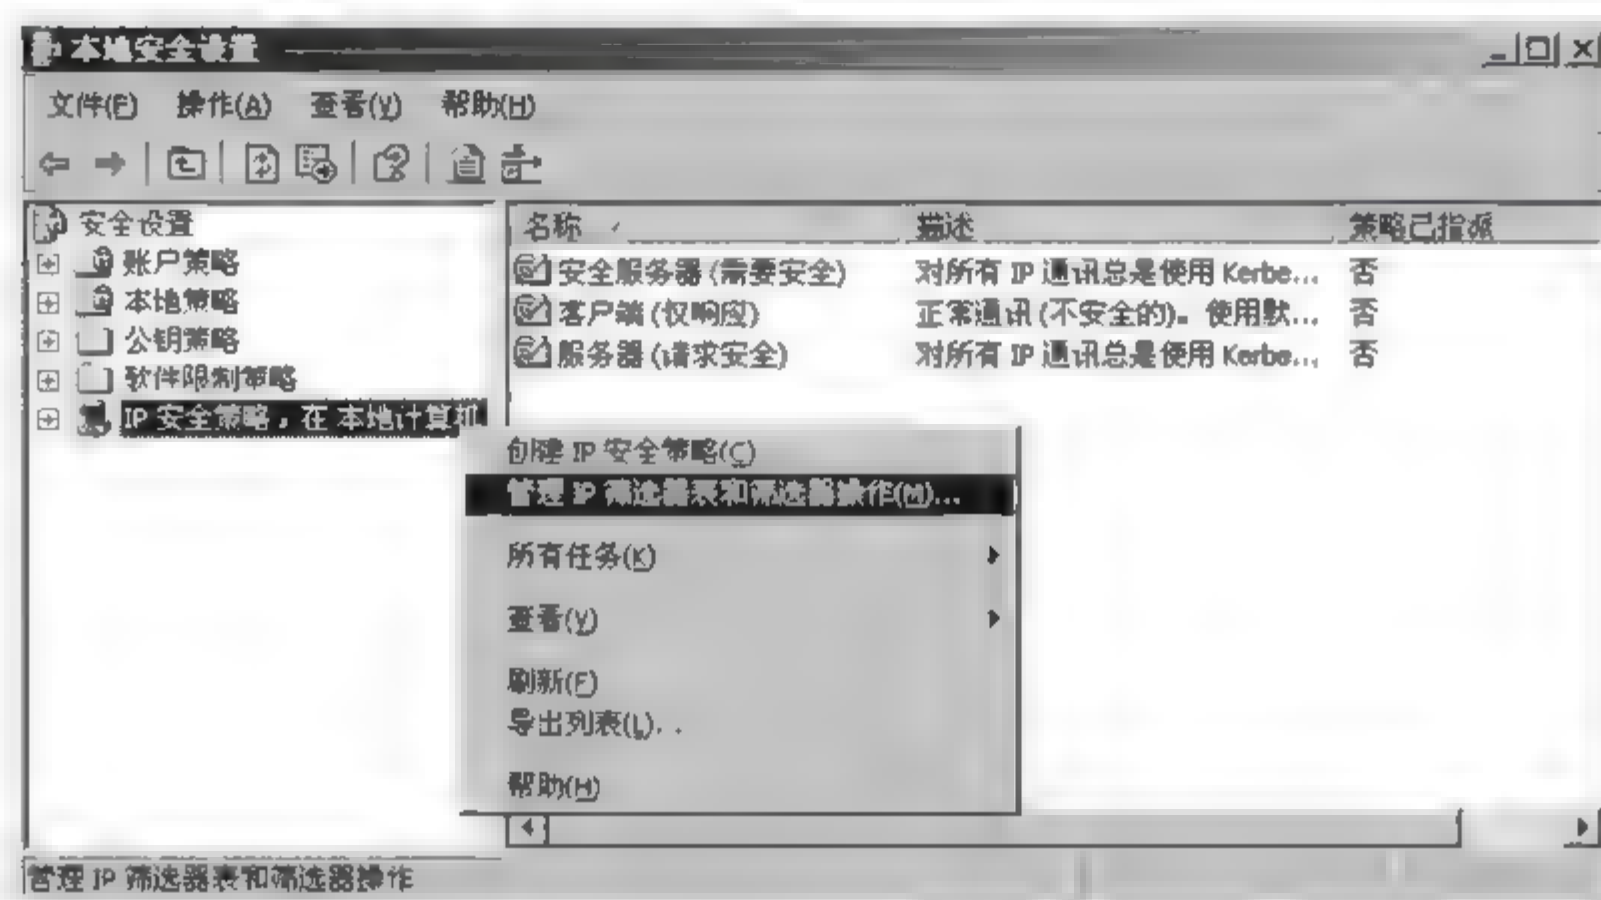 本地安全设置
文件(F) 操作(A) 查看(V) 帮助(H)
安全设置
账户策略
本地策略
公钥策略
软件限制策略
IP 安全策略，在 本地计算机
名称 描述 策略已指派
安全服务器 (需要安全) 对所有 IP 通讯总是使用 Kerbe... 否
客户端 (仅响应) 正常通讯 (不安全的)。使用默... 否
服务器 (请求安全) 对所有 IP 通讯总是使用 Kerbe... 否
创建 IP 安全策略(C)
管理 IP 筛选器表和筛选器操作(M)...
所有任务(K)
查看(V)
刷新(F)
导出列表(L)...
帮助(H)
管理 IP 筛选器表和筛选器操作